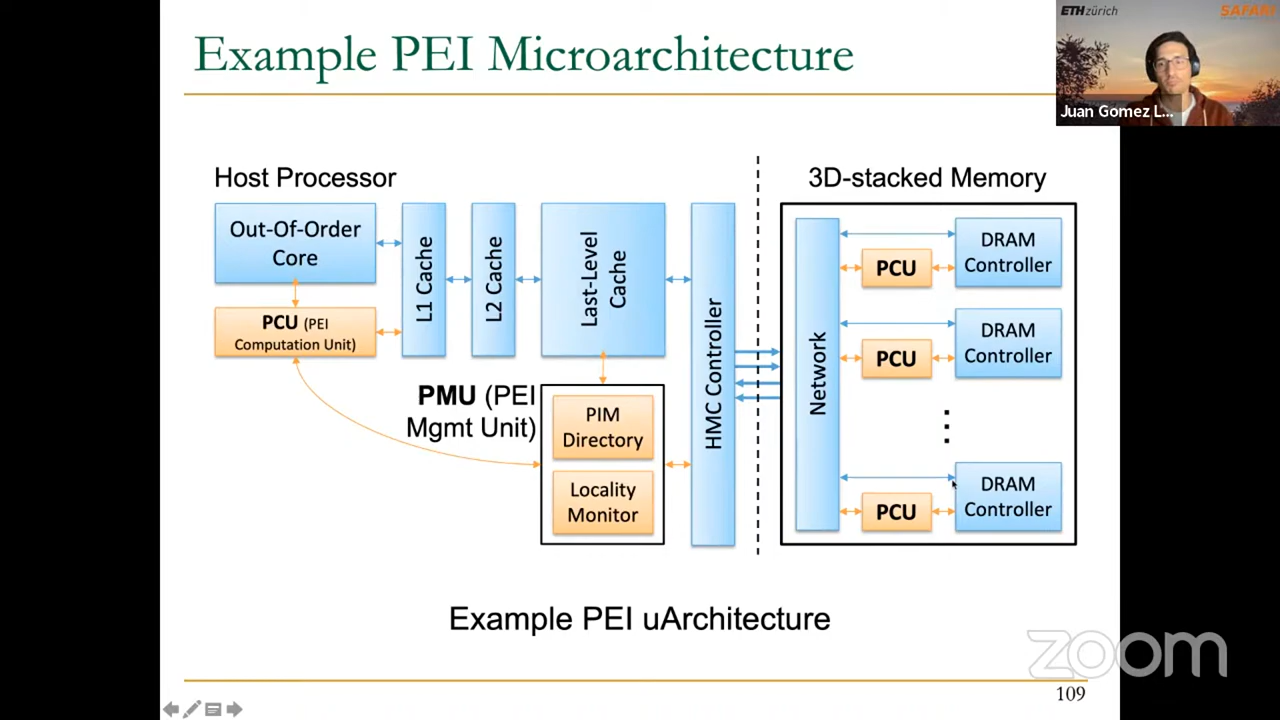 Example PEI Microarchitecture
ETH zürich
SAFARI
Juan Gomez L...
Host Processor
3D-stacked Memory
Out-Of-Order
Core
PCU (PEI
Computation Unit)
L1 Cache
L2 Cache
Last-Level
Cache
PMU (PEI
Mgmt Unit)
PIM
Directory
Locality
Monitor
HMC Controller
Network
PCU
DRAM
Controller
PCU
DRAM
Controller
PCU
DRAM
Controller
Example PEI uArchitecture
zoom
109